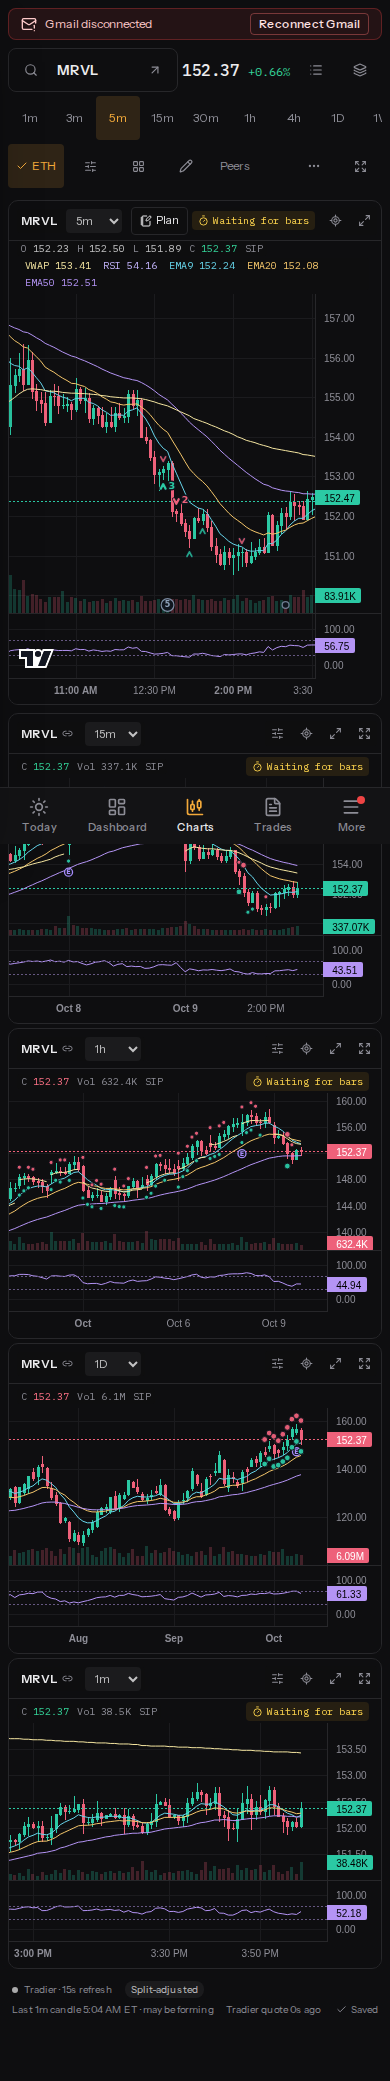 Gmail disconnected Reconnect Gmail
MRVL 152.37 +0.66%
1m 3m 5m 15m 30m 1h 4h 1D
ETH Peers ...
MRVL 5m Plan Waiting for bars
O 152.23 H 152.50 L 151.89 C 152.37 SIP
VWAP 153.41 RSI 54.16 EMA9 152.24 EMA20 152.08
EMA50 152.51
157.00
156.00
155.00
154.00
153.00
3
2
152.47
152.00
151.00
83.91K
5
100.00
56.75
0.00
11:00 AM 12:30 PM 2:00 PM 3:30
MRVL 15m
C 152.37 Vol 337.1K SIP Waiting for bars
Today Dashboard Charts Trades More
154.00
E
152.37
337.07K
100.00
43.51
0.00
Oct 8 Oct 9 2:00 PM
MRVL 1h
C 152.37 Vol 632.4K SIP Waiting for bars
160.00
156.00
E
152.37
148.00
144.00
140.00
632.4K
100.00
44.94
0.00
Oct Oct 6 Oct 9
MRVL 1D
C 152.37 Vol 6.1M SIP
160.00
152.37
E
140.00
120.00
6.09M
100.00
61.33
0.00
Aug Sep Oct
MRVL 1m
C 152.37 Vol 38.5K SIP Waiting for bars
153.50
153.00
152.50
152.37
152.00
151.50
38.48K
100.00
52.18
0.00
3:00 PM 3:30 PM 3:50 PM
Tradier · 15s refresh Split-adjusted
Last 1m candle 5:04 AM ET · may be forming Tradier quote 0s ago Saved